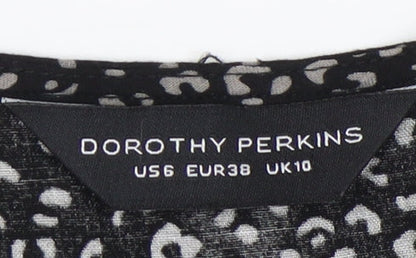 DOROTHY PERKINS
US6 EUR38 UK10